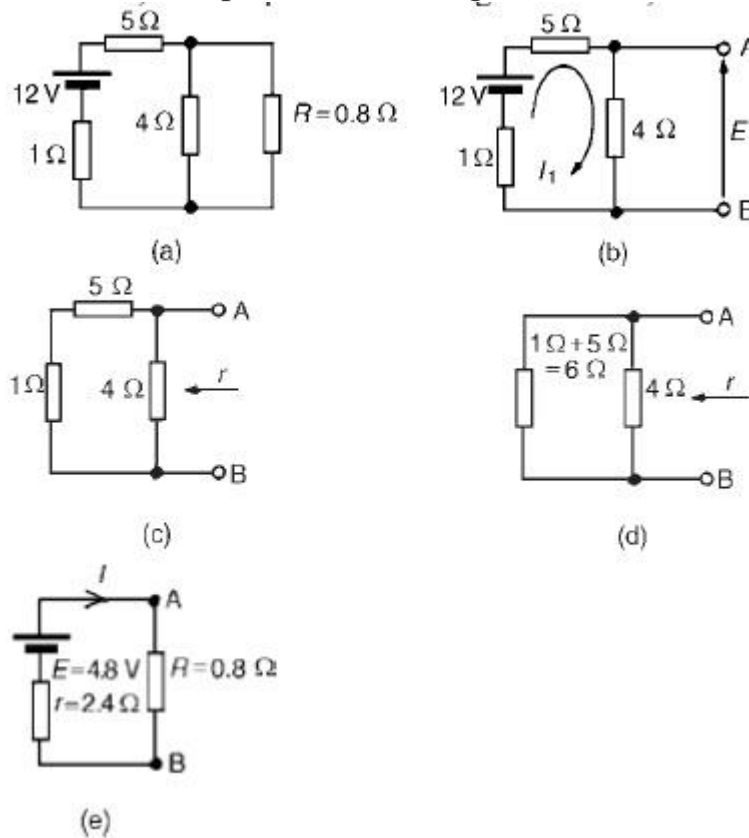 5 Ω
12 V
4 Ω
R = 0.8 Ω
1 Ω
(a)
5 Ω
A
12 V
4 Ω
E
1 Ω
I₁
B
(b)
5 Ω
A
1 Ω
4 Ω
r
B
(c)
A
1 Ω + 5 Ω
= 6 Ω
4 Ω
r
B
(d)
I
A
E = 4.8 V
R = 0.8 Ω
r = 2.4 Ω
B
(e)